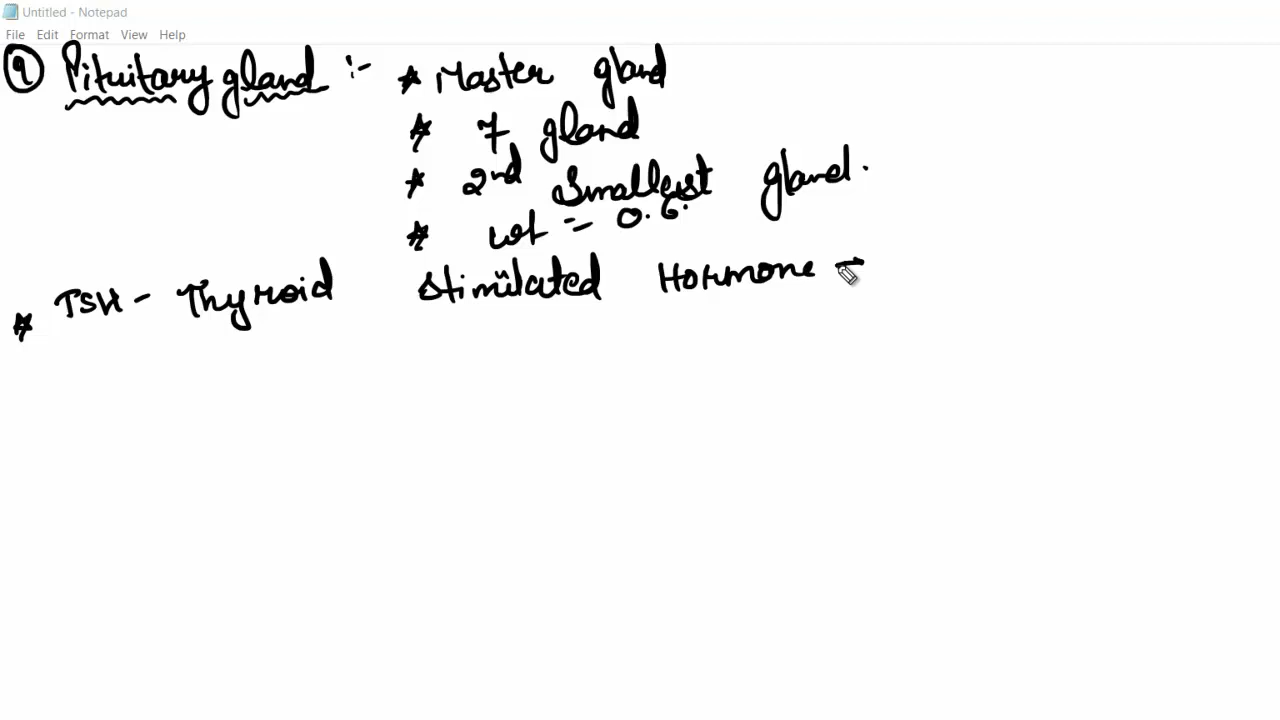 Untitled - Notepad
File Edit Format View Help
9 Pituitary gland :- * Master gland
* 7 gland
* 2nd Smallest gland.
* wt = 0.6.
* TSH - Thyroid stimulated Hormone →